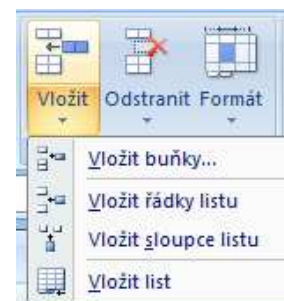 Vložit Odstranit Formát
Vložit buňky...
Vložit řádky listu
Vložit sloupce listu
Vložit list